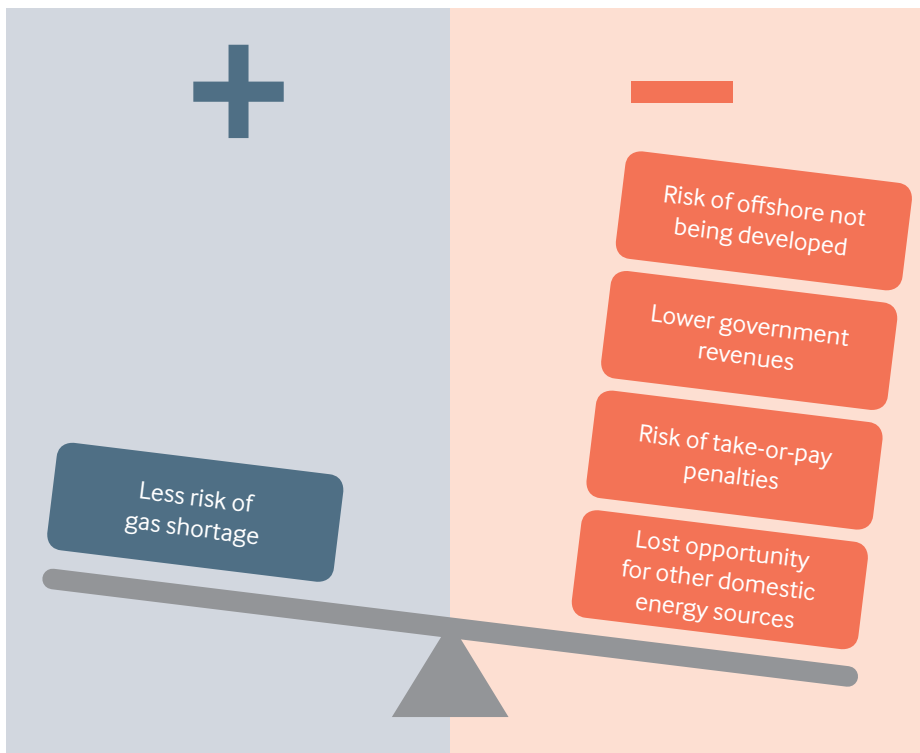 Less risk of
gas shortage
Risk of offshore not
being developed
Lower government
revenues
Risk of take-or-pay
penalties
Lost opportunity
for other domestic
energy sources